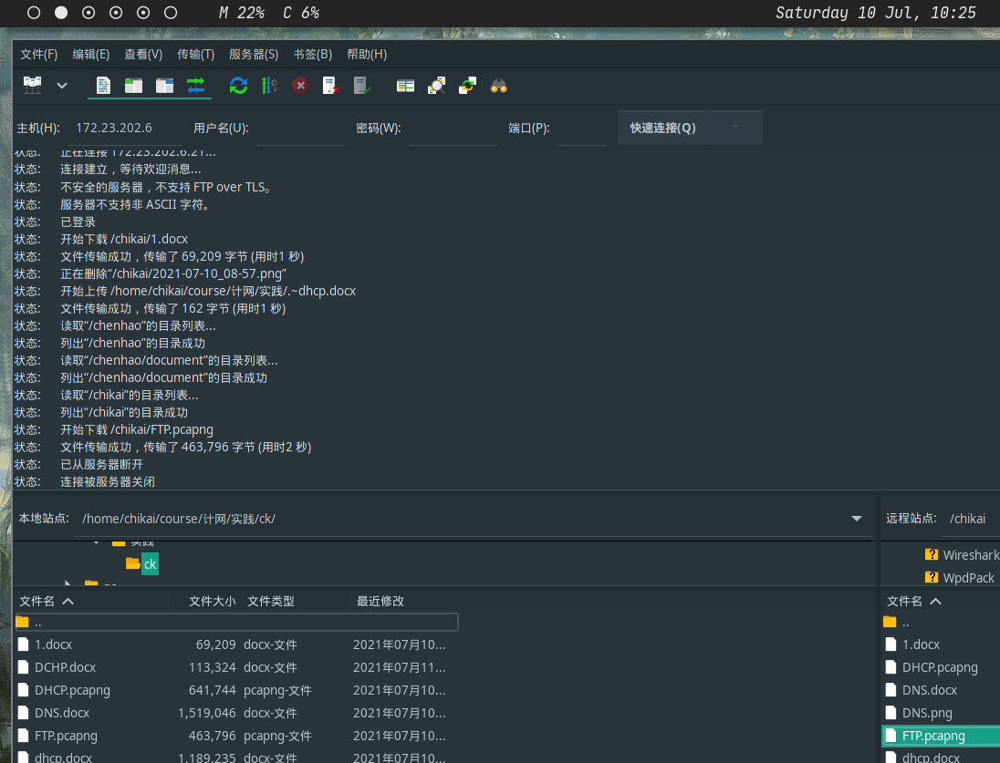 M 22% C 6% Saturday 10 Jul, 10:25
文件(F) 编辑(E) 查看(V) 传输(T) 服务器(S) 书签(B) 帮助(H)
主机(H): 172.23.202.6 用户名(U): 密码(W): 端口(P): 快速连接(Q)
状态: 正在连接 172.23.202.6:21...
状态: 连接建立，等待欢迎消息...
状态: 不安全的服务器，不支持 FTP over TLS。
状态: 服务器不支持非 ASCII 字符。
状态: 已登录
状态: 开始下载 /chikai/1.docx
状态: 文件传输成功，传输了 69,209 字节 (用时1 秒)
状态: 正在删除“/chikai/2021-07-10_08-57.png”
状态: 开始上传 /home/chikai/course/计网/实践/.~dhcp.docx
状态: 文件传输成功，传输了 162 字节 (用时1 秒)
状态: 读取“/chenhao”的目录列表...
状态: 列出“/chenhao”的目录成功
状态: 读取“/chenhao/document”的目录列表...
状态: 列出“/chenhao/document”的目录成功
状态: 读取“/chikai”的目录列表...
状态: 列出“/chikai”的目录成功
状态: 开始下载 /chikai/FTP.pcapng
状态: 文件传输成功，传输了 463,796 字节 (用时2 秒)
状态: 已从服务器断开
状态: 连接被服务器关闭
本地站点: /home/chikai/course/计网/实践/ck/
实践
ck
文件名 文件大小 文件类型 最近修改
..
1.docx 69,209 docx-文件 2021年07月10...
DCHP.docx 113,324 docx-文件 2021年07月11...
DHCP.pcapng 641,744 pcapng-文件 2021年07月10...
DNS.docx 1,519,046 docx-文件 2021年07月10...
FTP.pcapng 463,796 pcapng-文件 2021年07月10...
dhcp.docx 1,189,235 docx-文件 2021年07月10...
远程站点: /chikai
Wireshark
WpdPack
文件名
..
1.docx
DHCP.pcapng
DNS.docx
DNS.png
FTP.pcapng
dhcp.docx